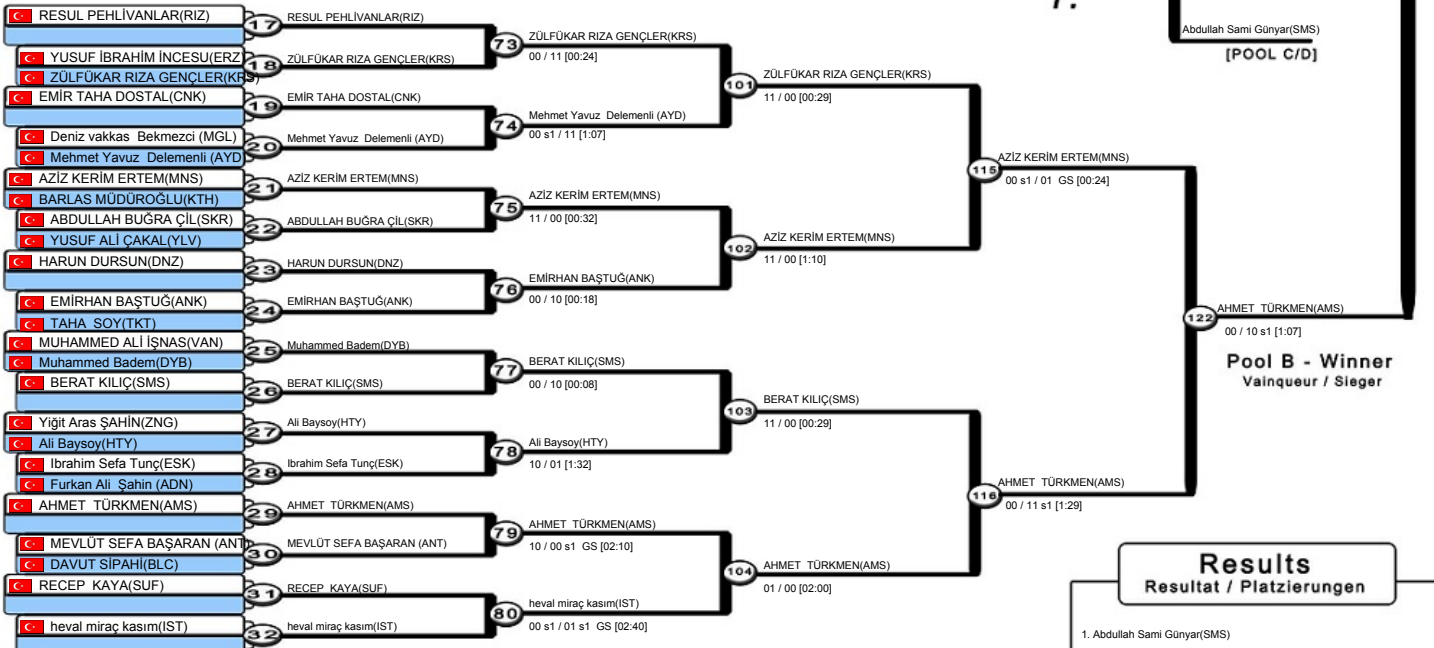 RESUL PEHLİVANLAR(RIZ)
YUSUF İBRAHİM İNCESU(ERZ)
ZÜLFÜKAR RIZA GENÇLER(KRS)
EMİR TAHA DOSTAL(CNK)
Deniz vakkas Bekmezci (MGL)
Mehmet Yavuz Delemenli (AYD
AZİZ KERİM ERTEM(MNS)
BARLAS MÜDÜROĞLU(KTH)
ABDULLAH BUĞRA ÇİL(SKR)
YUSUF ALİ ÇAKAL(YLV)
HARUN DURSUN(DNZ)
EMİRHAN BAŞTUĞ(ANK)
TAHA SOY(TKT)
MUHAMMED ALİ İŞNAS(VAN)
Muhammed Badem(DYB)
BERAT KILIÇ(SMS)
Yiğit Aras ŞAHİN(ZNG)
Ali Baysoy(HTY)
Ibrahim Sefa Tunç(ESK)
Furkan Ali Şahin (ADN)
AHMET TÜRKMEN(AMS)
MEVLÜT SEFA BAŞARAN (ANT)
DAVUT SİPAHİ(BLC)
RECEP KAYA(SUF)
heval miraç kasım(IST)
17
RESUL PEHLİVANLAR(RIZ)
18
ZÜLFÜKAR RIZA GENÇLER(KRS)
19
EMİR TAHA DOSTAL(CNK)
20
Mehmet Yavuz Delemenli (AYD)
21
AZİZ KERİM ERTEM(MNS)
22
ABDULLAH BUĞRA ÇİL(SKR)
23
HARUN DURSUN(DNZ)
24
EMİRHAN BAŞTUĞ(ANK)
25
Muhammed Badem(DYB)
26
BERAT KILIÇ(SMS)
27
Ali Baysoy(HTY)
28
Ibrahim Sefa Tunç(ESK)
29
AHMET TÜRKMEN(AMS)
30
MEVLÜT SEFA BAŞARAN (ANT)
31
RECEP KAYA(SUF)
32
heval miraç kasım(IST)
73
ZÜLFÜKAR RIZA GENÇLER(KRS)
00 / 11 [00:24]
74
Mehmet Yavuz Delemenli (AYD)
00 s1 / 11 [1:07]
75
AZİZ KERİM ERTEM(MNS)
11 / 00 [00:32]
76
EMİRHAN BAŞTUĞ(ANK)
00 / 10 [00:18]
77
BERAT KILIÇ(SMS)
00 / 10 [00:08]
78
Ali Baysoy(HTY)
10 / 01 [1:32]
79
AHMET TÜRKMEN(AMS)
10 / 00 s1 GS [02:10]
80
heval miraç kasım(IST)
00 s1 / 01 s1 GS [02:40]
101
ZÜLFÜKAR RIZA GENÇLER(KRS)
11 / 00 [00:29]
102
AZİZ KERİM ERTEM(MNS)
11 / 00 [1:10]
103
BERAT KILIÇ(SMS)
11 / 00 [00:29]
104
AHMET TÜRKMEN(AMS)
01 / 00 [02:00]
115
AZİZ KERİM ERTEM(MNS)
00 s1 / 01 GS [00:24]
116
AHMET TÜRKMEN(AMS)
00 / 11 s1 [1:29]
122
AHMET TÜRKMEN(AMS)
00 / 10 s1 [1:07]
Pool B - Winner
Vainqueur / Sieger
Abdullah Sami Günyar(SMS)
[POOL C/D]
Results
Resultat / Platzierungen
1. Abdullah Sami Günyar(SMS)